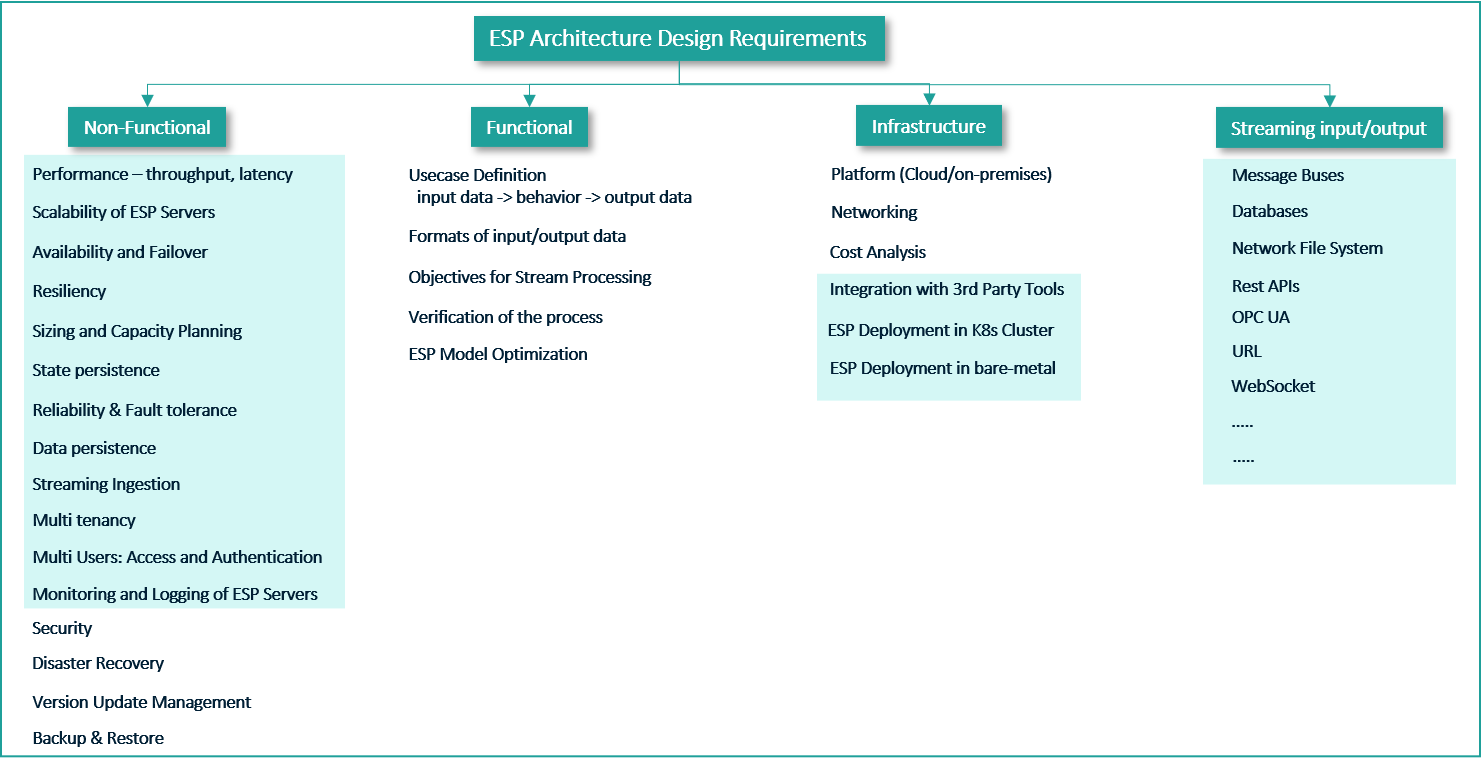 ESP Architecture Design Requirements
Non-Functional
Performance – throughput, latency
Scalability of ESP Servers
Availability and Failover
Resiliency
Sizing and Capacity Planning
State persistence
Reliability & Fault tolerance
Data persistence
Streaming Ingestion
Multi tenancy
Multi Users: Access and Authentication
Monitoring and Logging of ESP Servers
Security
Disaster Recovery
Version Update Management
Backup & Restore
Functional
Usecase Definition
input data -> behavior -> output data
Formats of input/output data
Objectives for Stream Processing
Verification of the process
ESP Model Optimization
Infrastructure
Platform (Cloud/on-premises)
Networking
Cost Analysis
Integration with 3rd Party Tools
ESP Deployment in K8s Cluster
ESP Deployment in bare-metal
Streaming input/output
Message Buses
Databases
Network File System
Rest APIs
OPC UA
URL
WebSocket
.....
.....